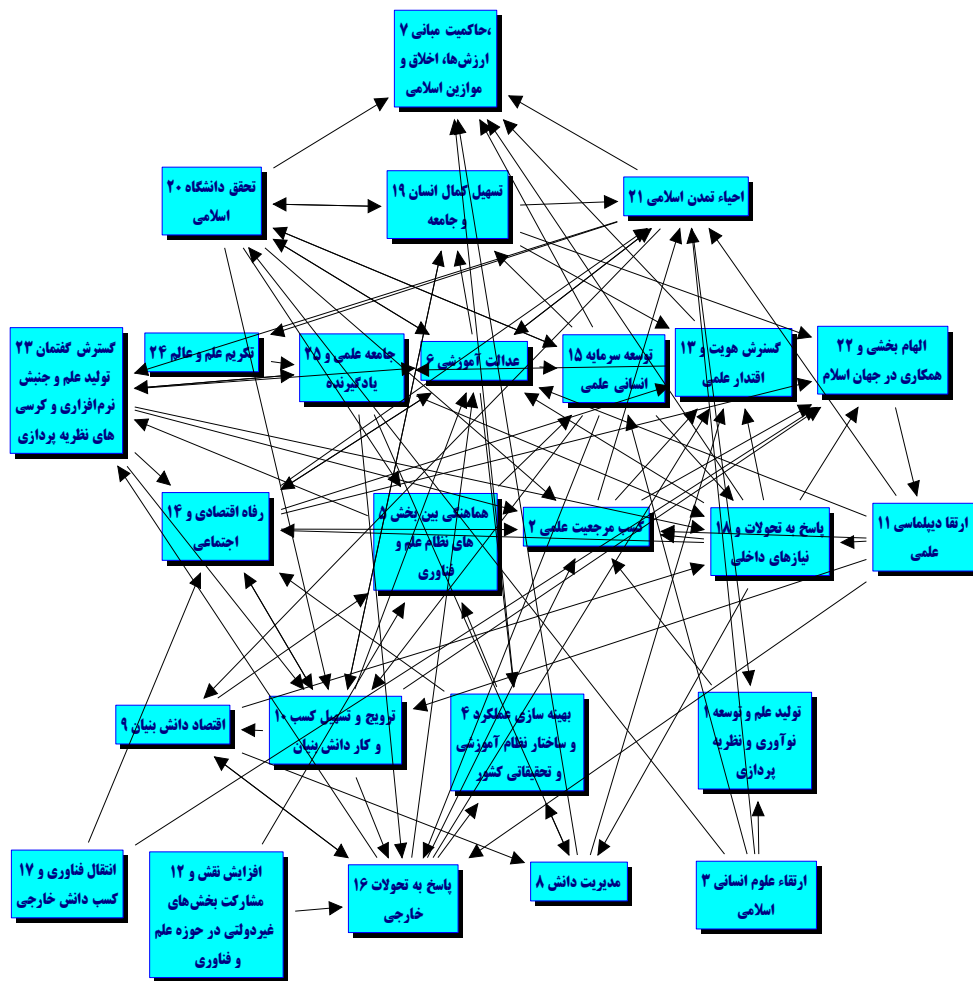 ۷ حاکمیت مبانی،
ارزش‌ها، اخلاق و
موازین اسلامی
۲۰ تحقق دانشگاه
اسلامی
۱۹ تسهیل کمال انسان
و جامعه
۲۱ احیاء تمدن اسلامی
۲۳ گسترش گفتمان
تولید علم و جنبش
نرم‌افزاری و کرسی
های نظریه پردازی
۲۴ تکریم علم و عالم
۲۵ جامعه علمی و
یادگیرنده
۶ عدالت آموزشی
۱۵ توسعه سرمایه
انسانی علمی
۱۳ گسترش هویت و
اقتدار علمی
۲۲ الهام بخشی و
همکاری در جهان اسلام
۱۴ رفاه اقتصادی و
اجتماعی
۵ هماهنگی بین بخش
های نظام علم و
فناوری
۲ کسب مرجعیت علمی
۱۸ پاسخ به تحولات و
نیازهای داخلی
۱۱ ارتقا دیپلماسی
علمی
۹ اقتصاد دانش بنیان
۱۰ ترویج و تسهیل کسب
و کار دانش بنیان
۴ بهینه سازی عملکرد
و ساختار نظام آموزشی
و تحقیقاتی کشور
۱ تولید علم و توسعه
نوآوری و نظریه
پردازی
۱۷ انتقال فناوری و
کسب دانش خارجی
۱۲ افزایش نقش و
مشارکت بخش‌های
غیردولتی در حوزه علم
و فناوری
۱۶ پاسخ به تحولات
خارجی
۸ مدیریت دانش
۳ ارتقاء علوم انسانی
اسلامی